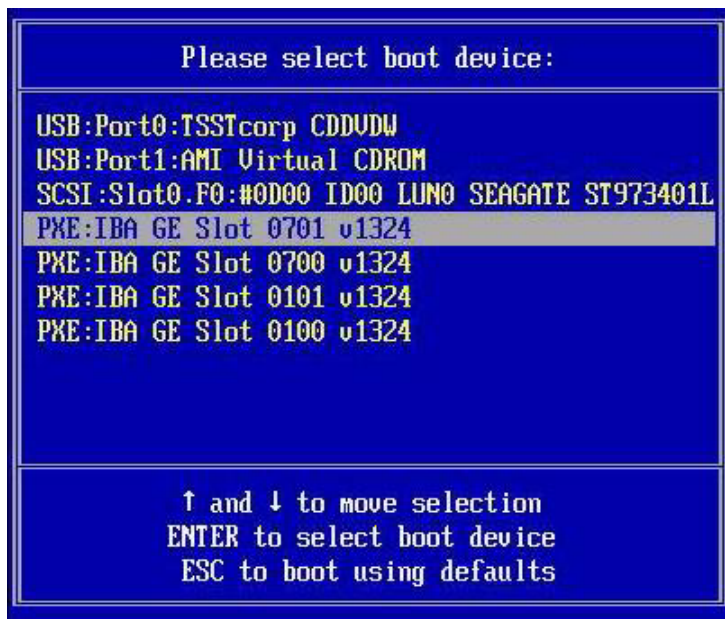 Please select boot device:
USB:Port0:TSSTcorp CDDVDW
USB:Port1:AMI Virtual CDROM
SCSI:Slot0.F0:#0D00 ID00 LUN0 SEAGATE ST973401L
PXE:IBA GE Slot 0701 v1324
PXE:IBA GE Slot 0700 v1324
PXE:IBA GE Slot 0101 v1324
PXE:IBA GE Slot 0100 v1324
↑ and ↓ to move selection
ENTER to select boot device
ESC to boot using defaults